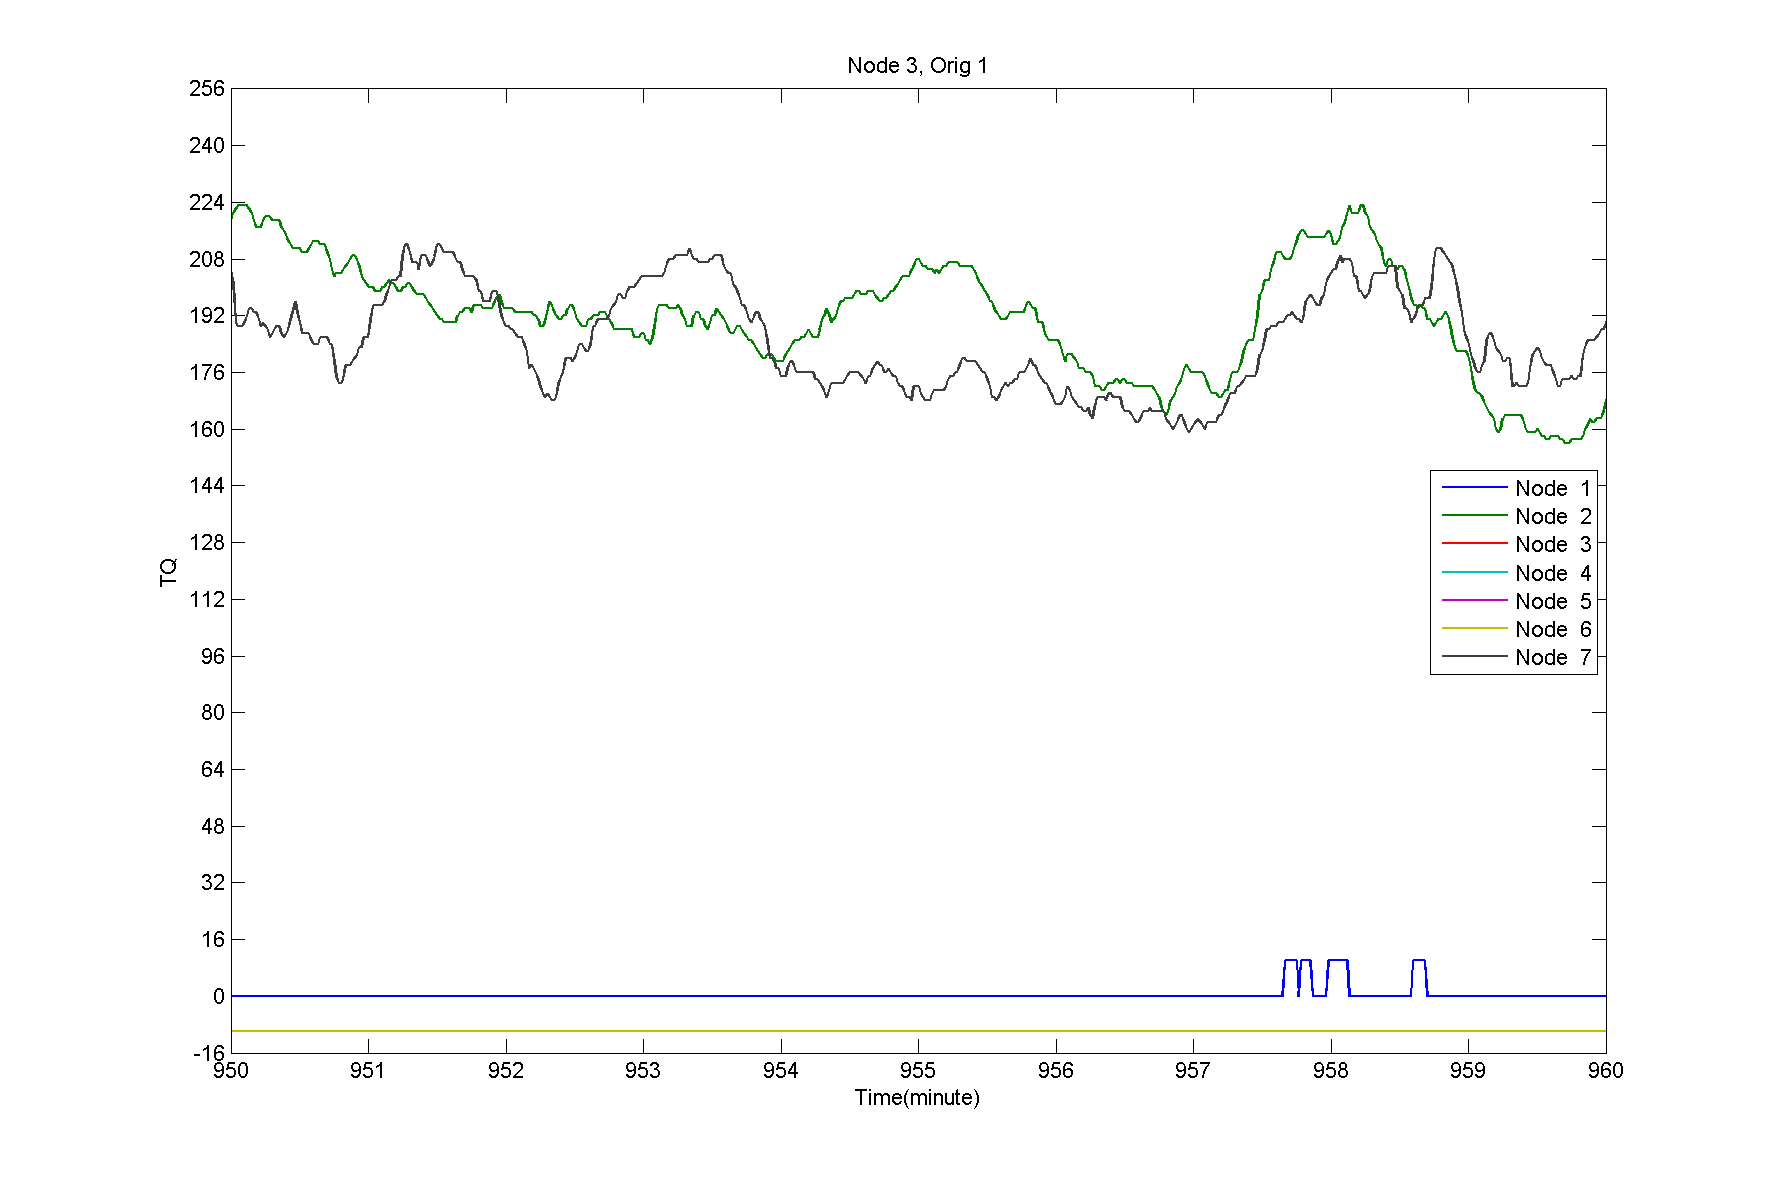 Node 3, Orig 1
256
240
224
208
192
176
160
144
128
112
96
80
64
48
32
16
0
-16
TQ
Node 1
Node 2
Node 3
Node 4
Node 5
Node 6
Node 7
950 951 952 953 954 955 956 957 958 959 960
Time(minute)